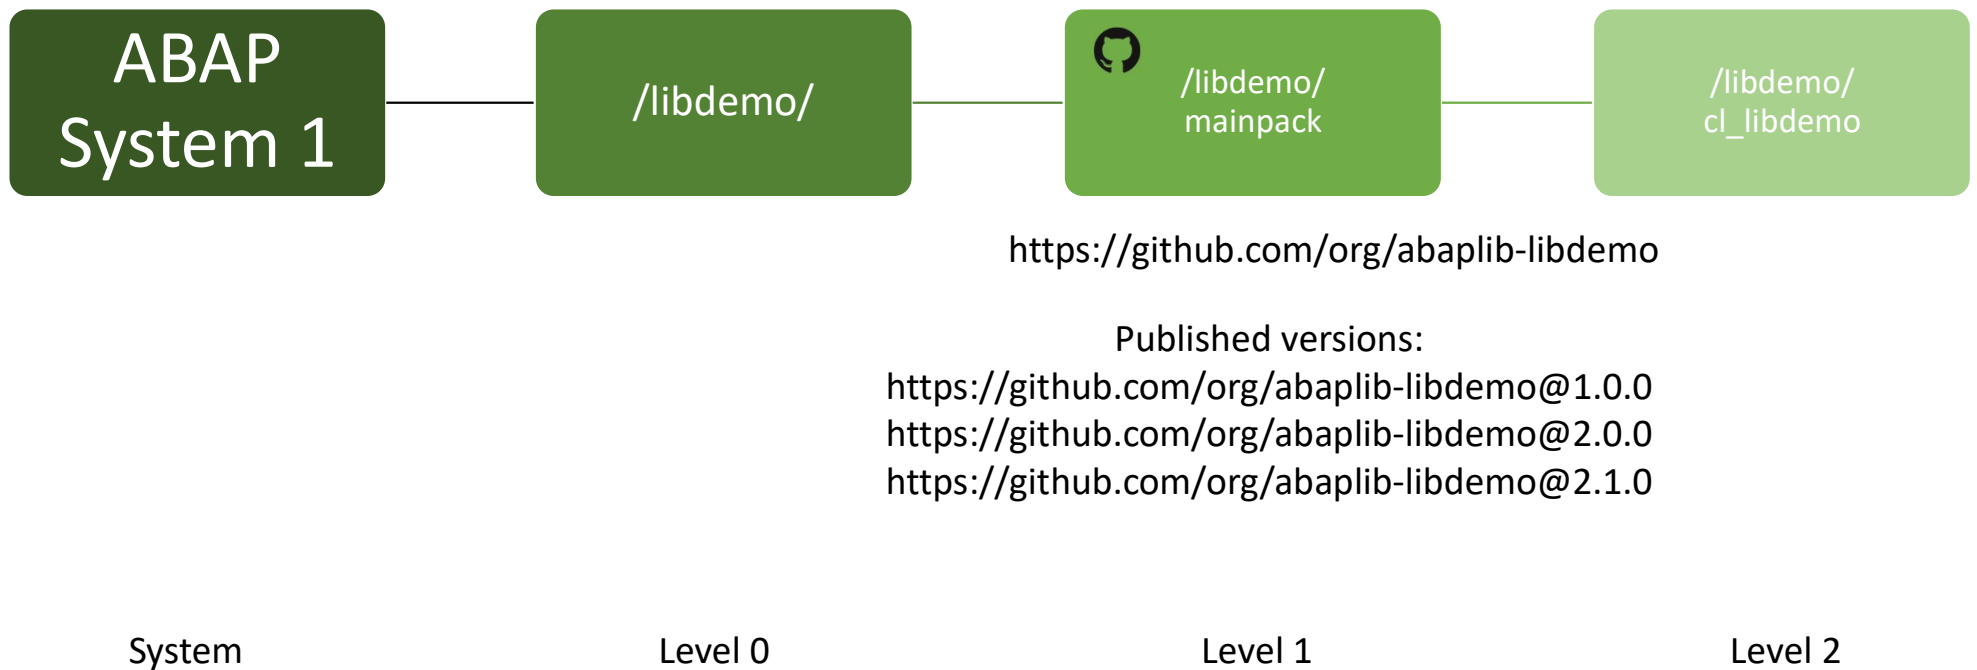 ABAP
System 1
/libdemo/
/libdemo/
mainpack
/libdemo/
cl_libdemo
https://github.com/org/abaplib-libdemo
Published versions:
https://github.com/org/abaplib-libdemo@1.0.0
https://github.com/org/abaplib-libdemo@2.0.0
https://github.com/org/abaplib-libdemo@2.1.0
System
Level 0
Level 1
Level 2